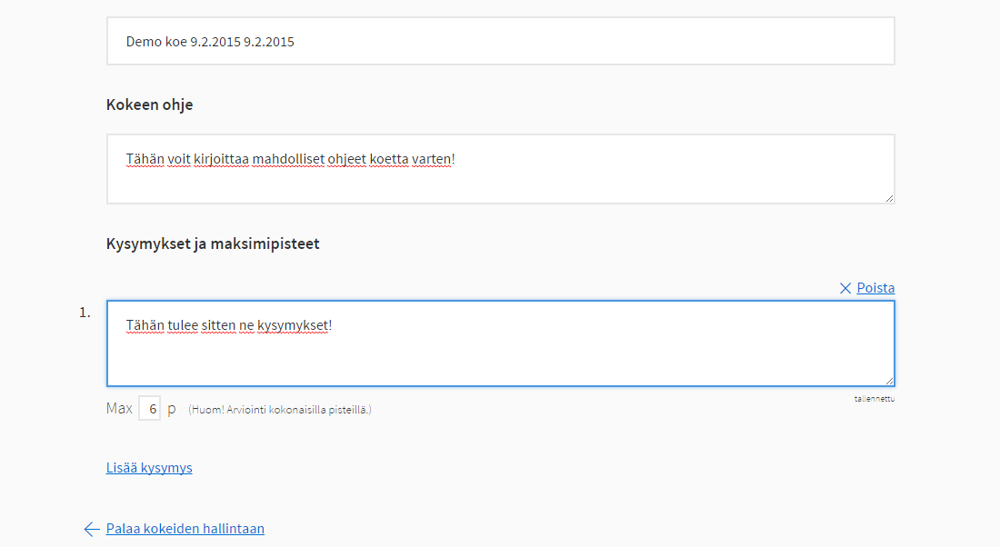 Demo koe 9.2.2015 9.2.2015
Kokeen ohje
Tähän voit kirjoittaa mahdolliset ohjeet koetta varten!
Kysymykset ja maksimipisteet
Poista
1.
Tähän tulee sitten ne kysymykset!
tallennettu
Max 6 p (Huom! Arviointi kokonaisilla pisteillä.)
Lisää kysymys
Palaa kokeiden hallintaan